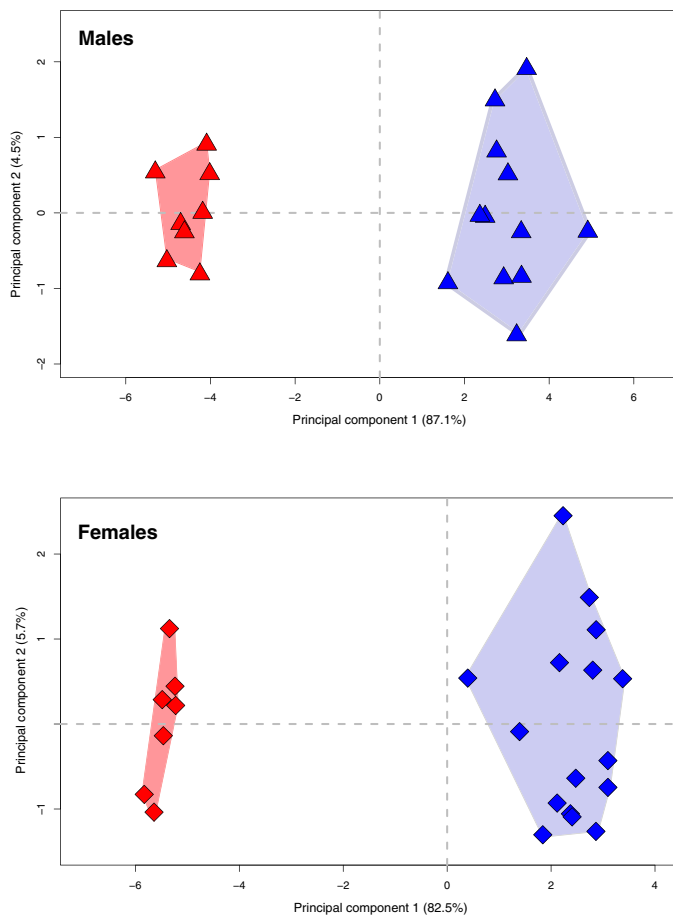 Males
Principal component 2 (4.5%)
2
1
0
−1
−2
−6 −4 −2 0 2 4 6
Principal component 1 (87.1%)
Females
Principal component 2 (5.7%)
2
1
−1
−6 −4 −2 0 2 4
Principal component 1 (82.5%)